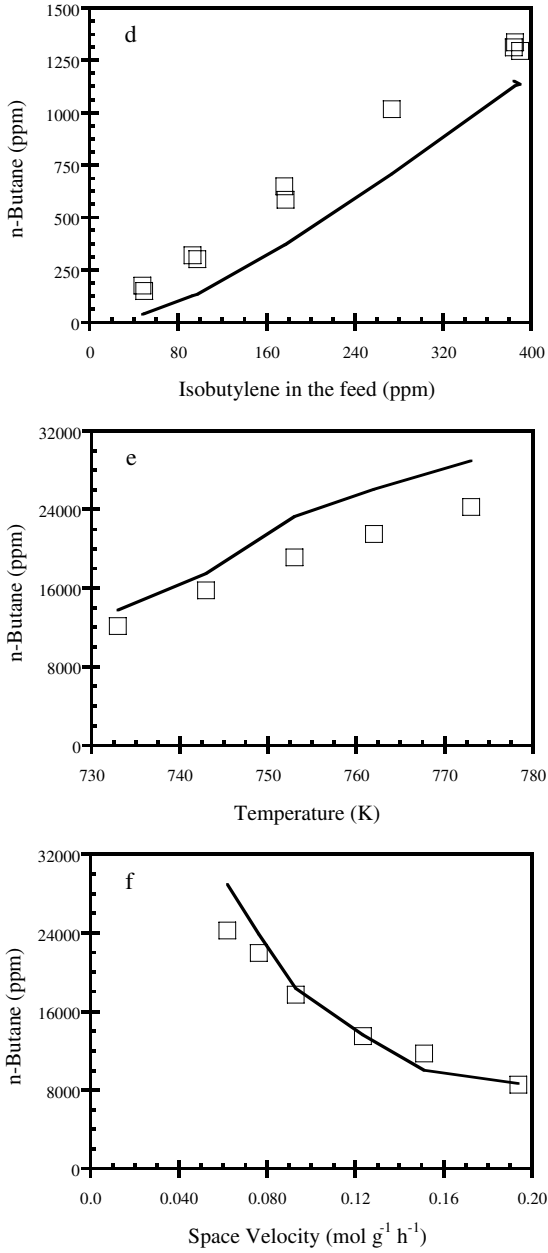 1500
d
1250
1000
750
500
250
0
n-Butane (ppm)
0 80 160 240 320 400
Isobutylene in the feed (ppm)
32000
e
24000
16000
8000
0
n-Butane (ppm)
730 740 750 760 770 780
Temperature (K)
32000
f
24000
16000
8000
0
n-Butane (ppm)
0.0 0.040 0.080 0.12 0.16 0.20
Space Velocity (mol g⁻¹ h⁻¹)